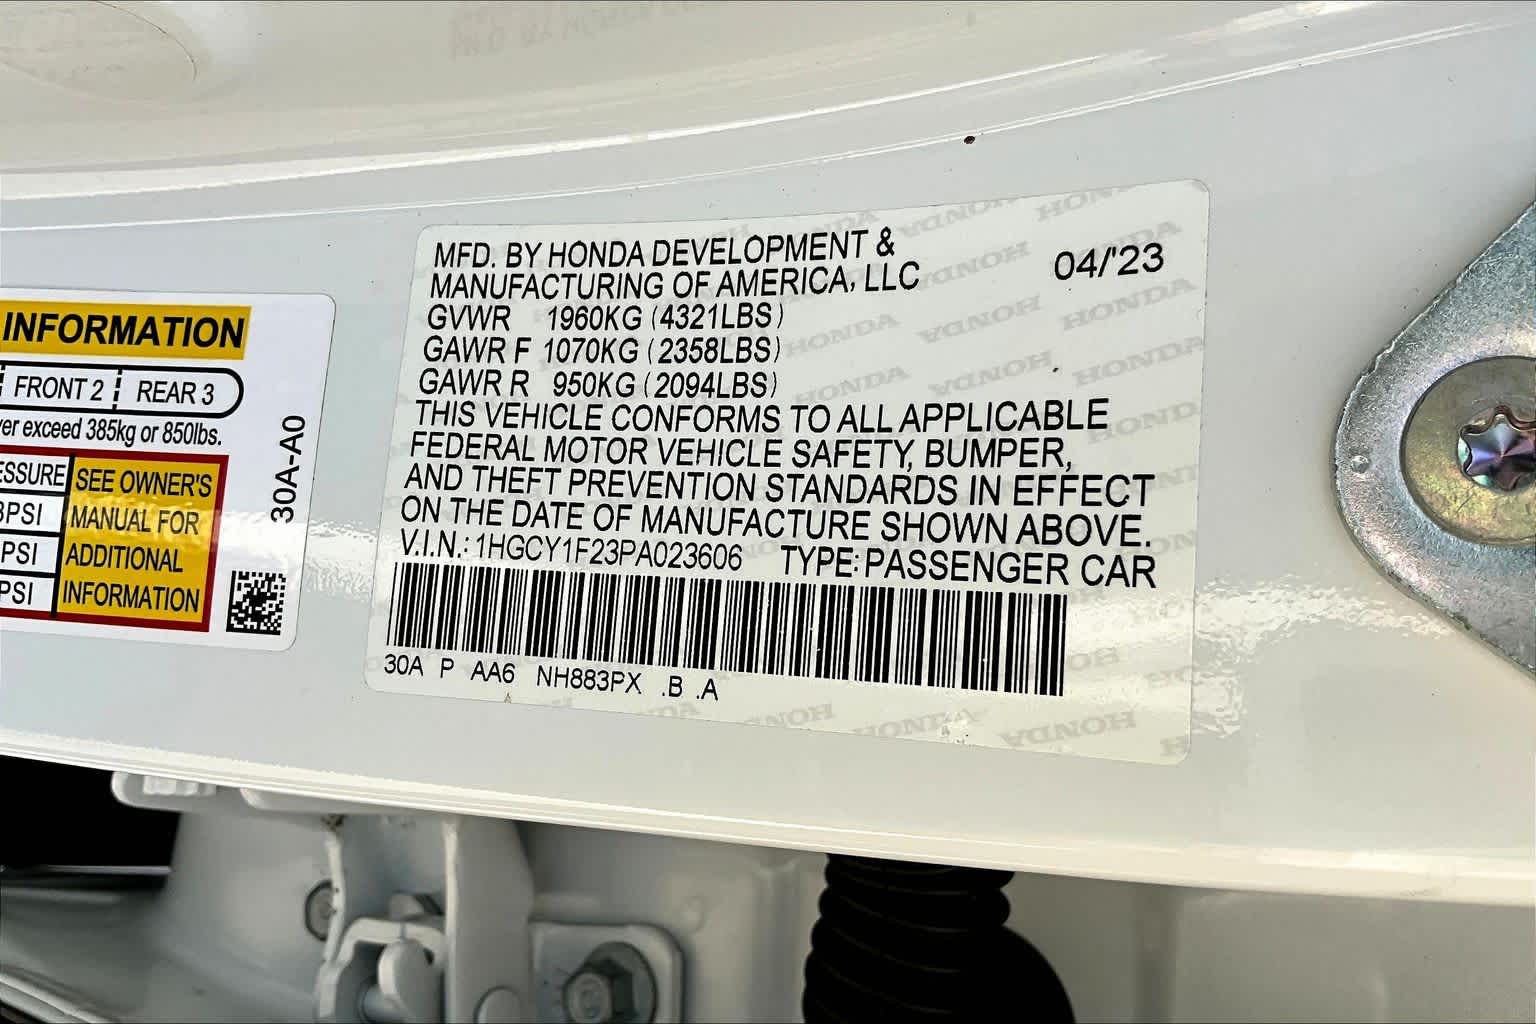 INFORMATION
FRONT 2 REAR 3
er exceed 385kg or 850lbs.
ESSURE SEE OWNER'S
PSI MANUAL FOR
PSI ADDITIONAL
PSI INFORMATION
30A-A0
MFD. BY HONDA DEVELOPMENT &
MANUFACTURING OF AMERICA, LLC 04/'23
GVWR 1960KG (4321LBS)
GAWR F 1070KG (2358LBS)
GAWR R 950KG (2094LBS)
THIS VEHICLE CONFORMS TO ALL APPLICABLE
FEDERAL MOTOR VEHICLE SAFETY, BUMPER,
AND THEFT PREVENTION STANDARDS IN EFFECT
ON THE DATE OF MANUFACTURE SHOWN ABOVE.
V.I.N.: 1HGCY1F23PA023606 TYPE: PASSENGER CAR
30A P AA6 NH883PX .B .A